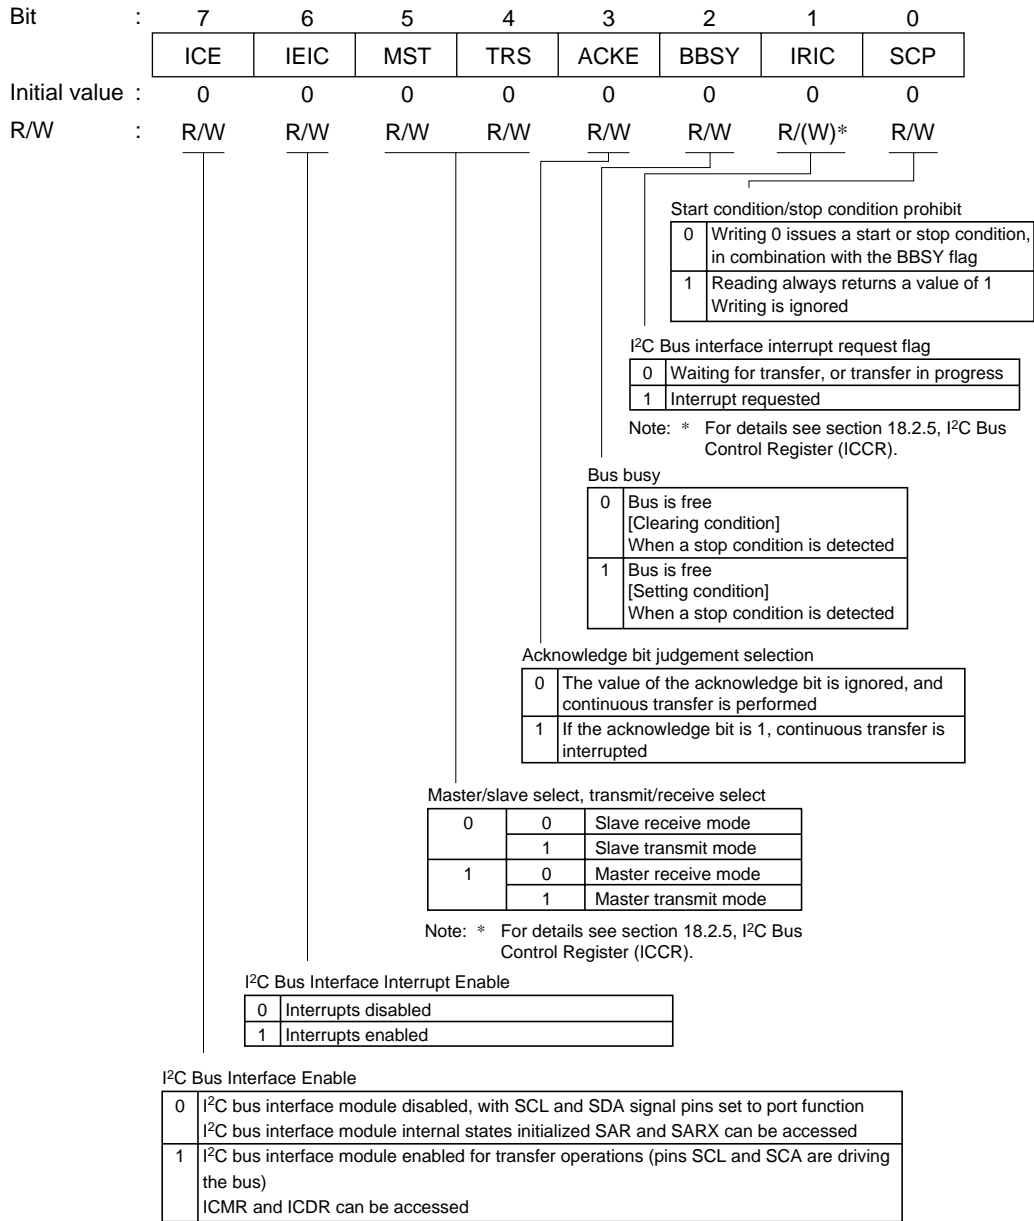 Bit : 7 6 5 4 3 2 1 0
ICE IEIC MST TRS ACKE BBSY IRIC SCP
Initial value : 0 0 0 0 0 0 0 0
R/W : R/W R/W R/W R/W R/W R/W R/(W)* R/W
Start condition/stop condition prohibit
0 Writing 0 issues a start or stop condition,
in combination with the BBSY flag
1 Reading always returns a value of 1
Writing is ignored
I²C Bus interface interrupt request flag
0 Waiting for transfer, or transfer in progress
1 Interrupt requested
Note: * For details see section 18.2.5, I²C Bus
Control Register (ICCR).
Bus busy
0 Bus is free
[Clearing condition]
When a stop condition is detected
1 Bus is free
[Setting condition]
When a stop condition is detected
Acknowledge bit judgement selection
0 The value of the acknowledge bit is ignored, and
continuous transfer is performed
1 If the acknowledge bit is 1, continuous transfer is
interrupted
Master/slave select, transmit/receive select
0 0 Slave receive mode
1 Slave transmit mode
1 0 Master receive mode
1 Master transmit mode
Note: * For details see section 18.2.5, I²C Bus
Control Register (ICCR).
I²C Bus Interface Interrupt Enable
0 Interrupts disabled
1 Interrupts enabled
I²C Bus Interface Enable
0 I²C bus interface module disabled, with SCL and SDA signal pins set to port function
I²C bus interface module internal states initialized SAR and SARX can be accessed
1 I²C bus interface module enabled for transfer operations (pins SCL and SCA are driving
the bus)
ICMR and ICDR can be accessed